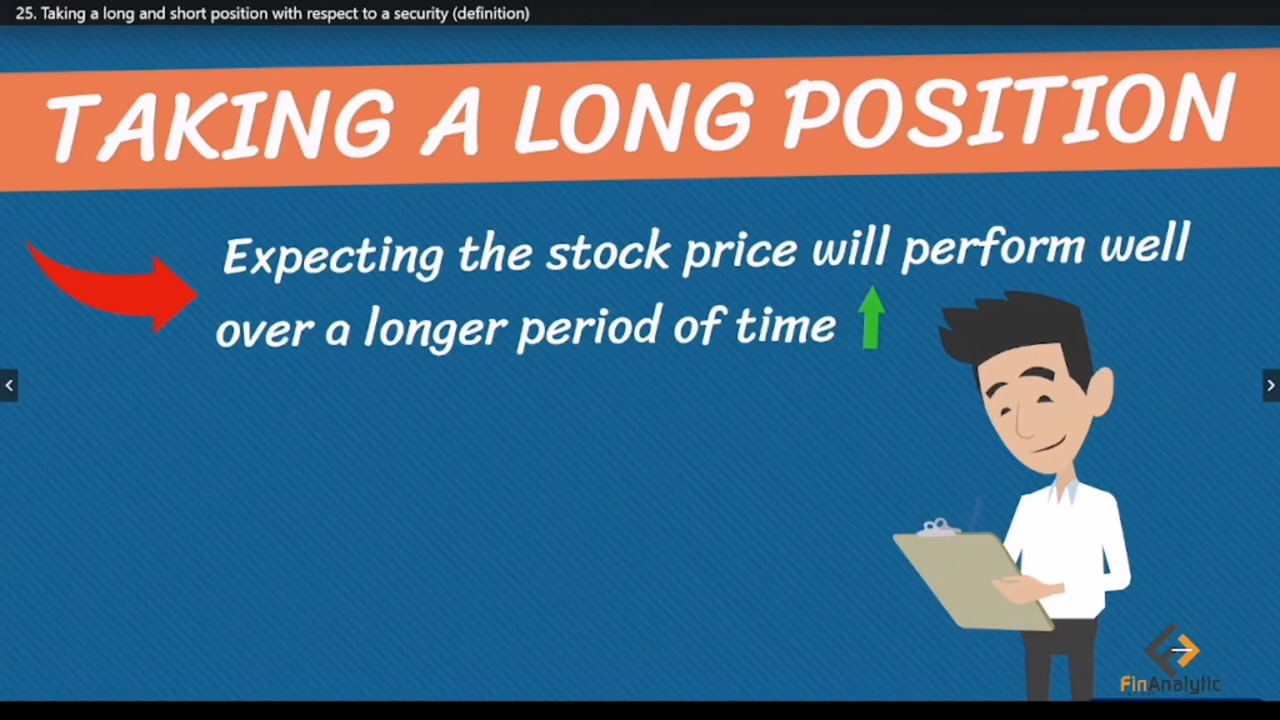 25. Taking a long and short position with respect to a security (definition)
TAKING A LONG POSITION
Expecting the stock price will perform well
over a longer period of time
FinAnalytic